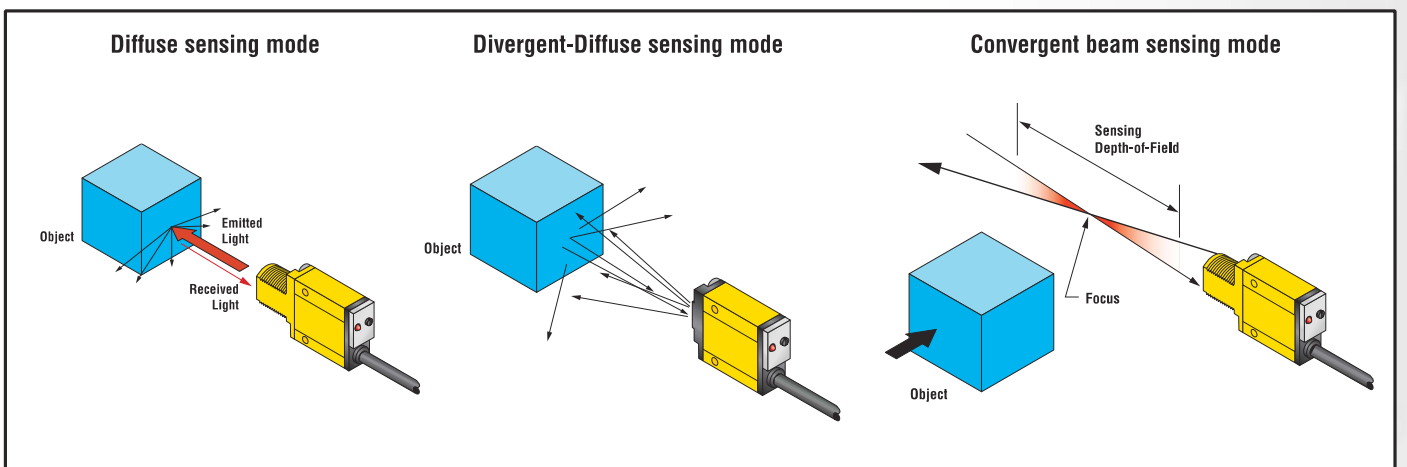 Diffuse sensing mode
Object
Emitted
Light
Received
Light
Divergent-Diffuse sensing mode
Object
Convergent beam sensing mode
Sensing
Depth-of-Field
Focus
Object